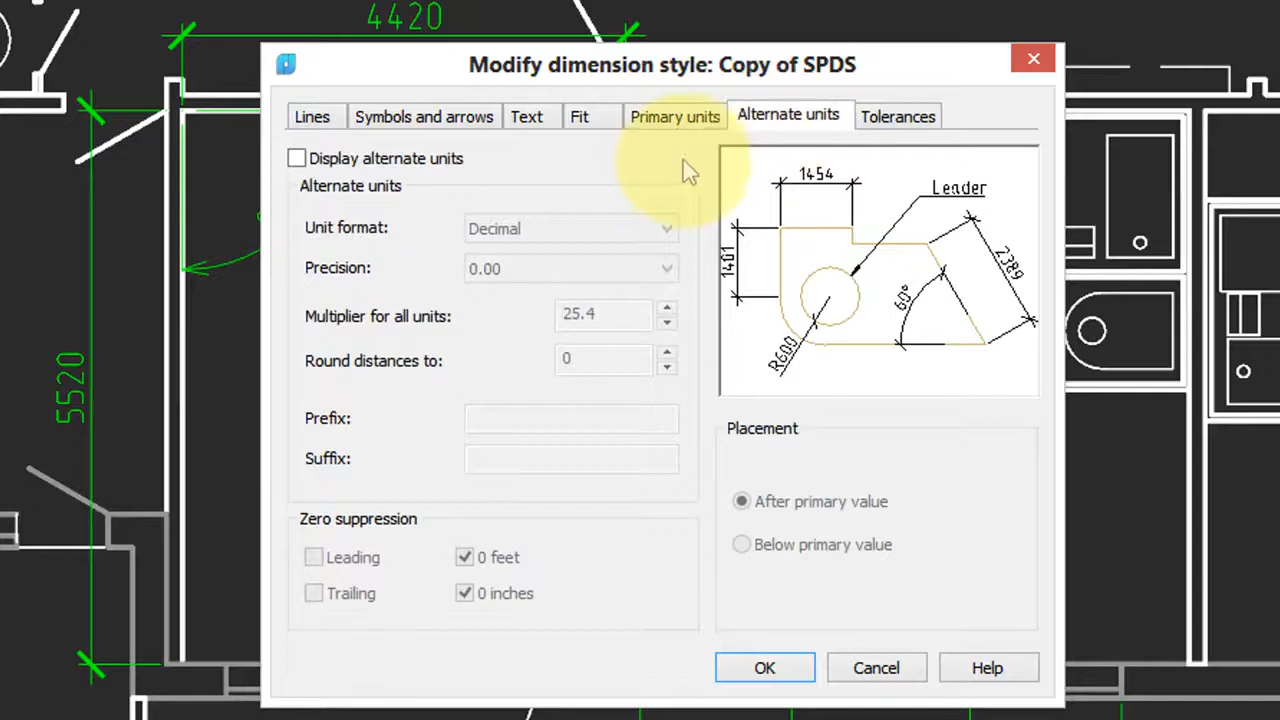 4420
Modify dimension style: Copy of SPDS
Lines
Symbols and arrows
Text
Fit
Primary units
Alternate units
Tolerances
Display alternate units
Alternate units
Unit format:
Decimal
Precision:
0.00
Multiplier for all units:
25.4
Round distances to:
0
Prefix:
Suffix:
Zero suppression
Leading
0 feet
Trailing
0 inches
1454
Leader
1401
2389
60°
R600
Placement
After primary value
Below primary value
OK
Cancel
Help
5520